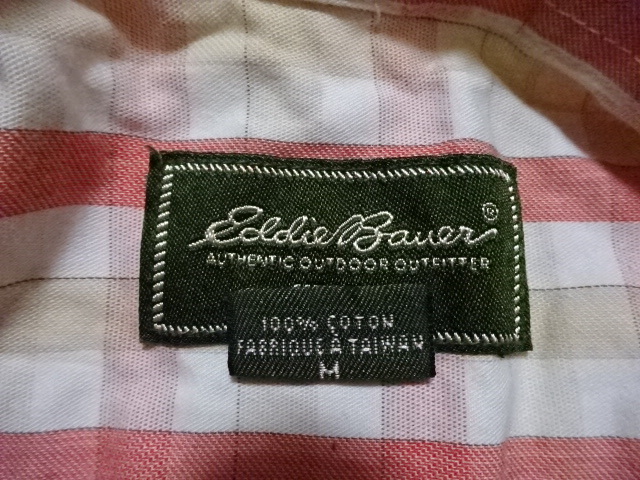 Eddie Bauer®
AUTHENTIC OUTDOOR OUTFITTER
100% COTON
FABRIQUE A TAIWAN
M